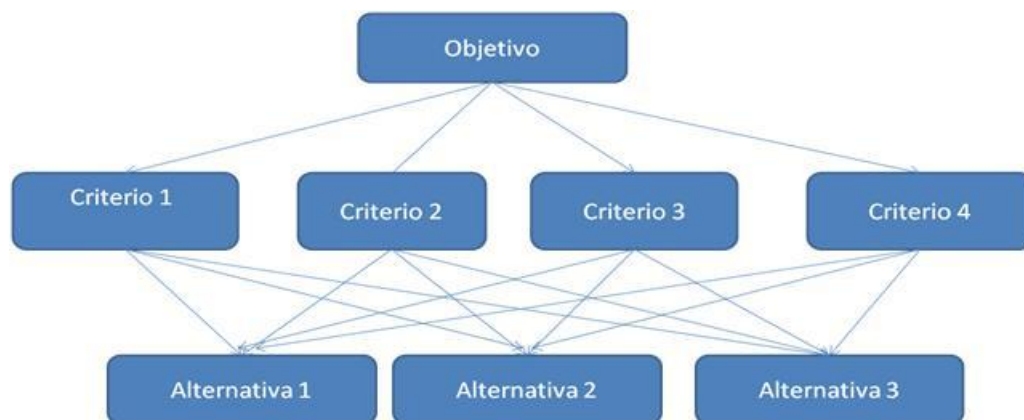 Objetivo
Criterio 1
Criterio 2
Criterio 3
Criterio 4
Alternativa 1
Alternativa 2
Alternativa 3